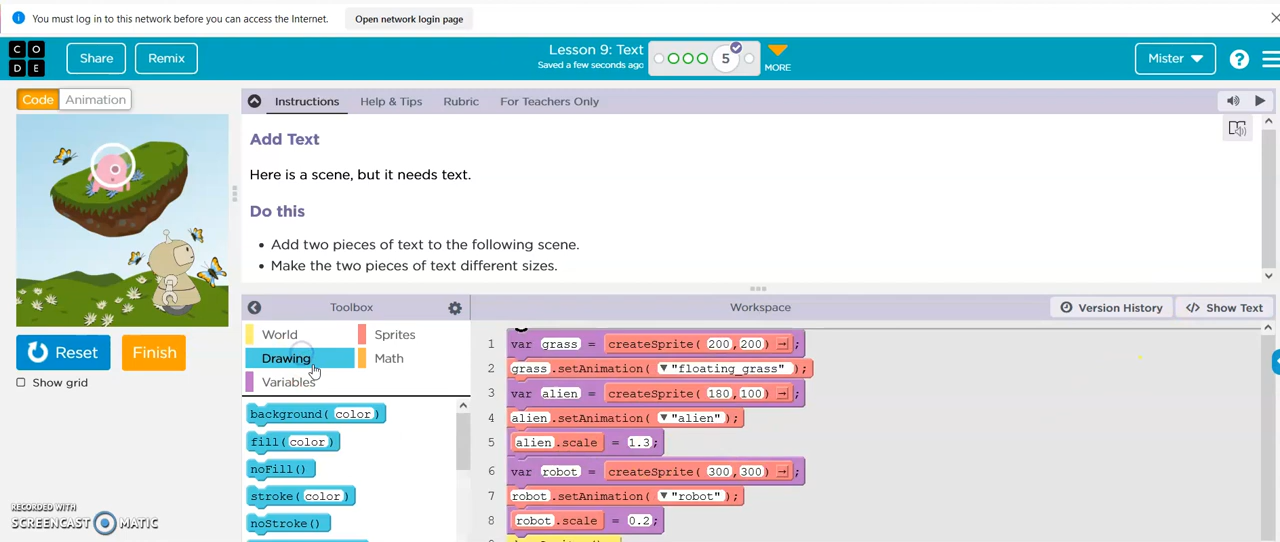 You must log in to this network before you can access the Internet. Open network login page
C O
D E
Share
Remix
Lesson 9: Text
Saved a few seconds ago
5
MORE
Mister
?
Code Animation
Instructions Help & Tips Rubric For Teachers Only
Add Text
Here is a scene, but it needs text.
Do this
Add two pieces of text to the following scene.
Make the two pieces of text different sizes.
Reset
Finish
Show grid
Toolbox
World
Sprites
Drawing
Math
Variables
background( color )
fill( color )
noFill()
stroke( color )
noStroke()
Workspace
Version History
</> Show Text
1 var grass = createSprite( 200,200) ;
2 grass.setAnimation( "floating_grass" );
3 var alien = createSprite( 180,100) ;
4 alien.setAnimation( "alien" );
5 alien.scale = 1.3;
6 var robot = createSprite( 300,300) ;
7 robot.setAnimation( "robot" );
8 robot.scale = 0.2;
RECORDED WITH
SCREENCAST MATIC